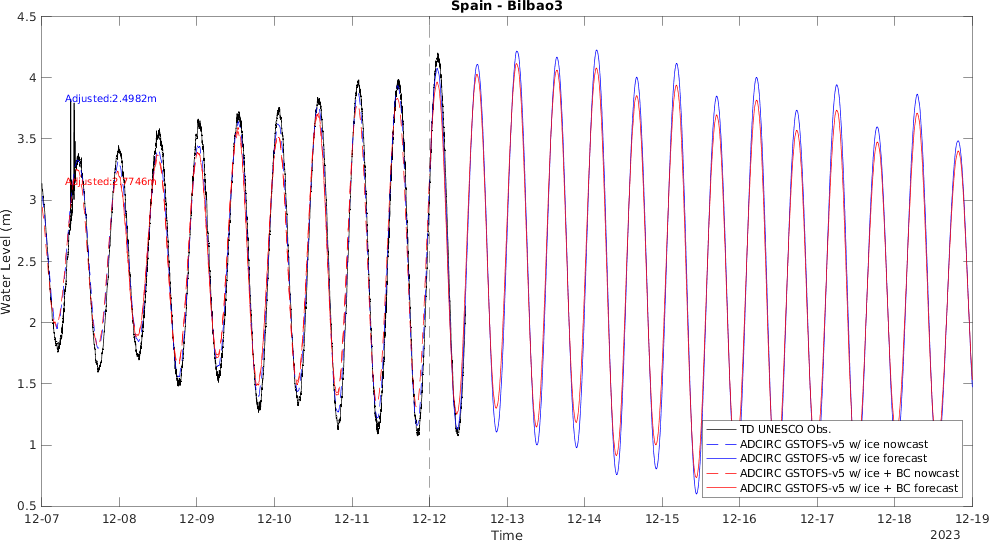 Spain - Bilbao3
4.5
4
3.5
3
2.5
2
1.5
1
0.5
Water Level (m)
Adjusted:2.4982m
Adjusted:2.7746m
TD UNESCO Obs.
ADCIRC GSTOFS-v5 w/ ice nowcast
ADCIRC GSTOFS-v5 w/ ice forecast
ADCIRC GSTOFS-v5 w/ ice + BC nowcast
ADCIRC GSTOFS-v5 w/ ice + BC forecast
12-07 12-08 12-09 12-10 12-11 12-12 12-13 12-14 12-15 12-16 12-17 12-18 12-19
Time
2023